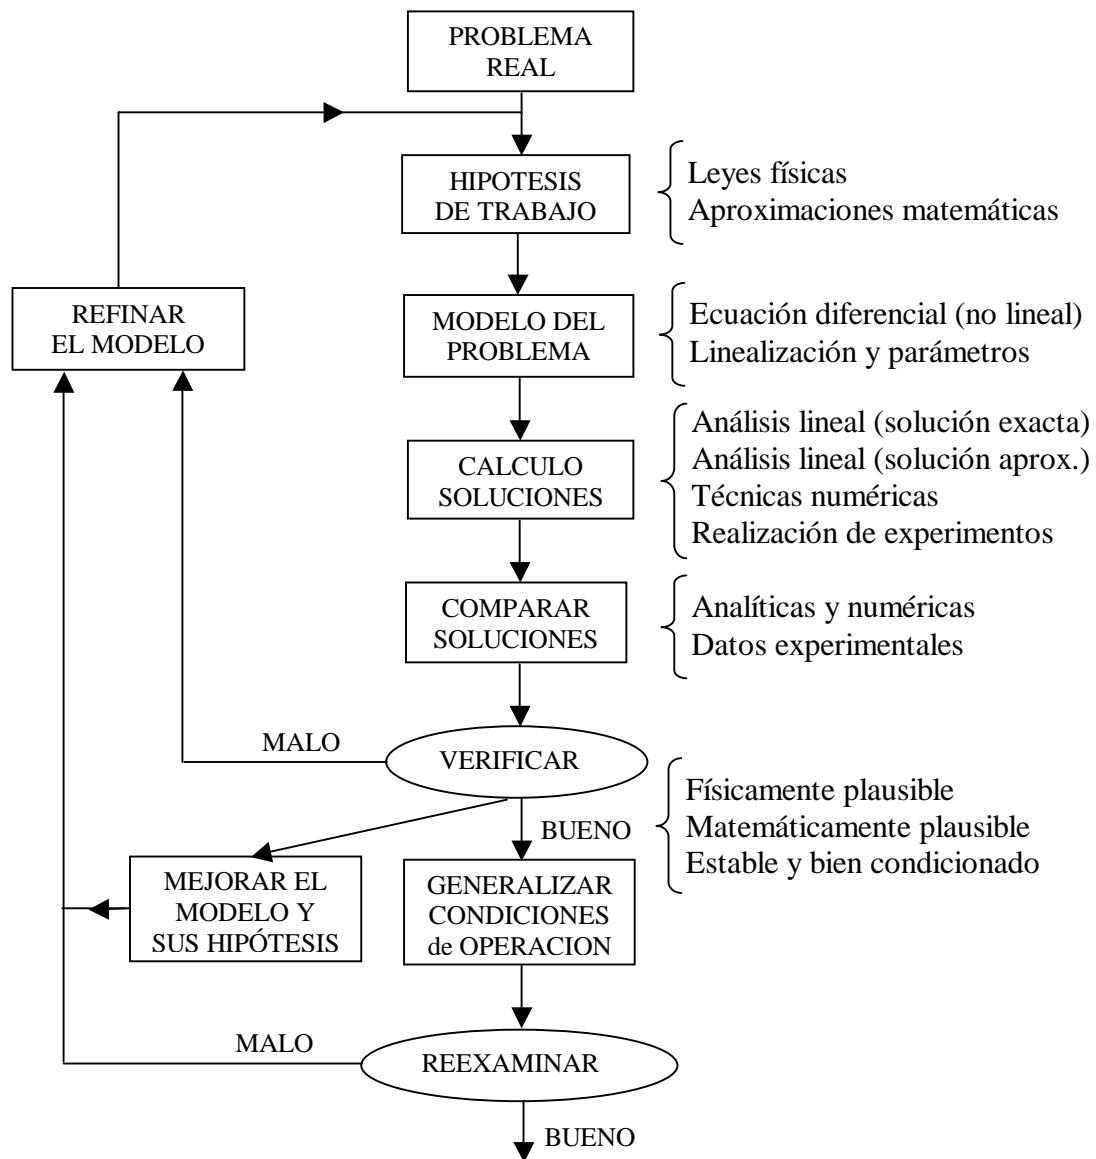 PROBLEMA
REAL
HIPOTESIS
DE TRABAJO
Leyes físicas
Aproximaciones matemáticas
REFINAR
EL MODELO
MODELO DEL
PROBLEMA
Ecuación diferencial (no lineal)
Linealización y parámetros
CALCULO
SOLUCIONES
Análisis lineal (solución exacta)
Análisis lineal (solución aprox.)
Técnicas numéricas
Realización de experimentos
COMPARAR
SOLUCIONES
Analíticas y numéricas
Datos experimentales
MALO
VERIFICAR
BUENO
Físicamente plausible
Matemáticamente plausible
Estable y bien condicionado
MEJORAR EL
MODELO Y
SUS HIPÓTESIS
GENERALIZAR
CONDICIONES
de OPERACION
MALO
REEXAMINAR
BUENO